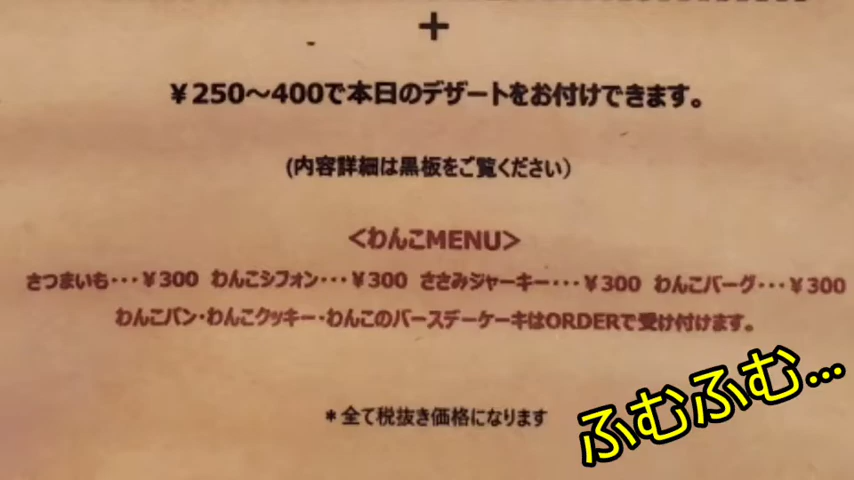 +
¥250～400で本日のデザートをお付けできます。
(内容詳細は黒板をご覧ください)
<わんこMENU>
さつまいも･･･¥300 わんこシフォン･･･¥300 ささみジャーキー･･･¥300 わんこバーグ･･･¥300
わんこパン･わんこクッキー･わんこのバースデーケーキはORDERで受け付けます。
＊全て税抜き価格になります
ふむふむ…